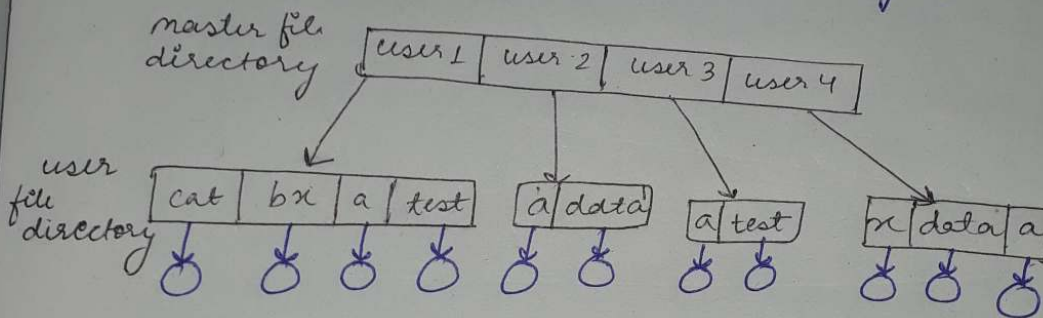 master file
directory
user 1 user 2 user 3 user 4
user
file
directory
cat bx a test a data a test x data a